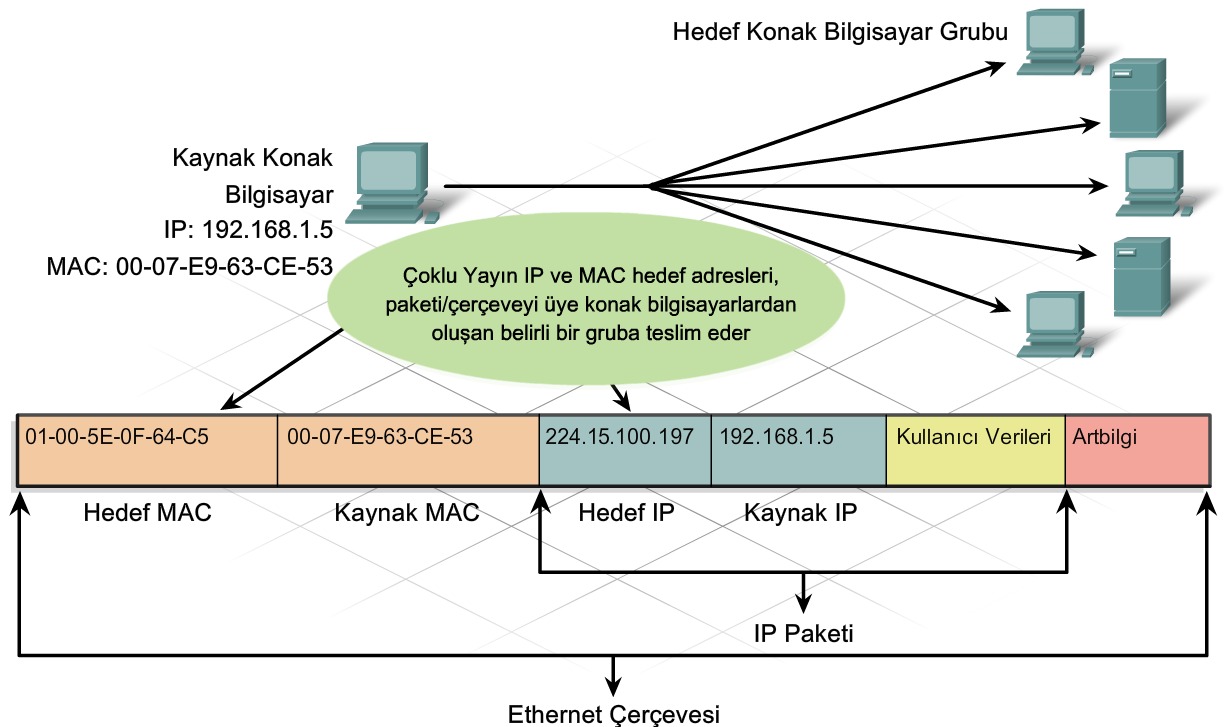 Hedef Konak Bilgisayar Grubu
Kaynak Konak
Bilgisayar
IP: 192.168.1.5
MAC: 00-07-E9-63-CE-53
Çoklu Yayın IP ve MAC hedef adresleri,
paketi/çerçeveyi üye konak bilgisayarlardan
oluşan belirli bir gruba teslim eder
01-00-5E-0F-64-C5 00-07-E9-63-CE-53 224.15.100.197 192.168.1.5 Kullanıcı Verileri Artbilgi
Hedef MAC Kaynak MAC Hedef IP Kaynak IP
IP Paketi
Ethernet Çerçevesi